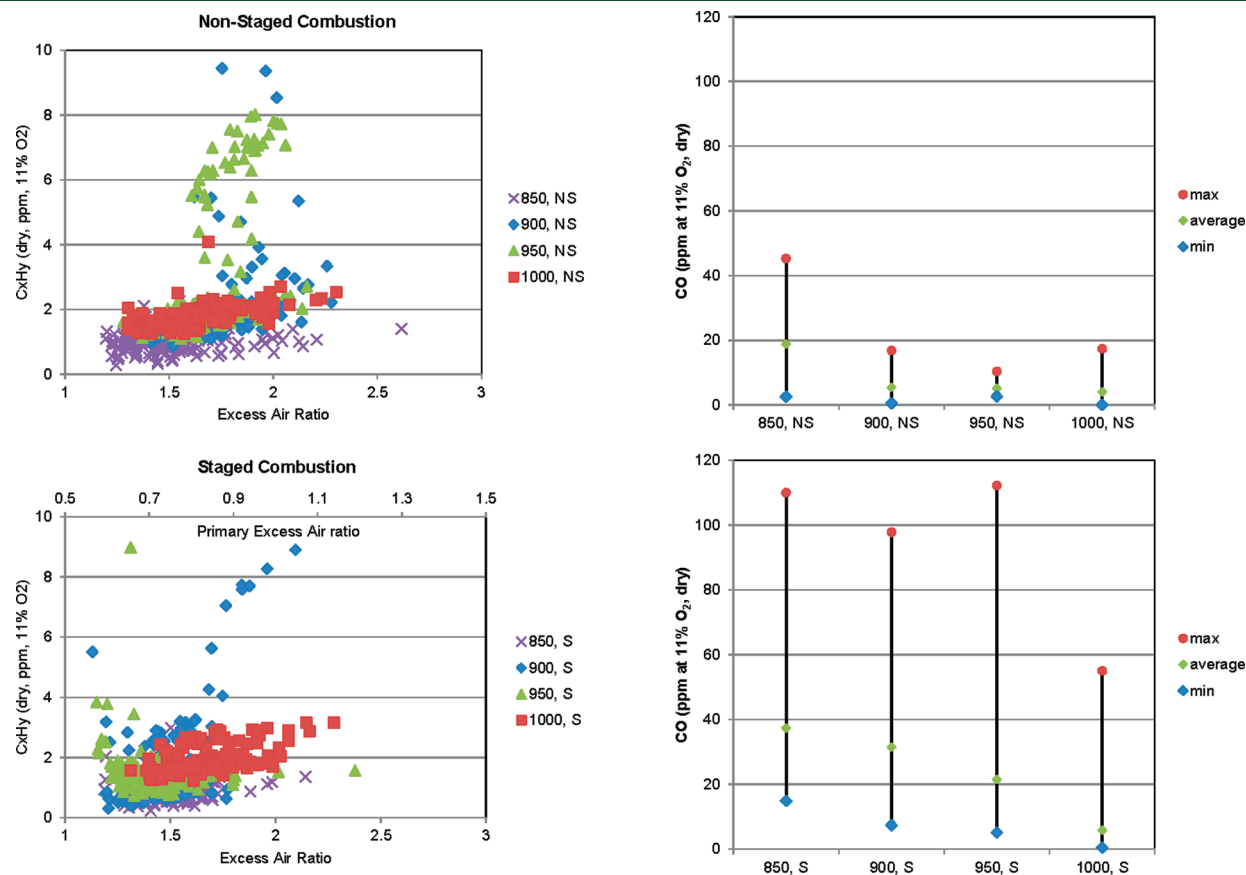 Non-Staged Combustion
10
8
6
4
2
0
CxHy (dry, ppm, 11% O2)
1
1.5
2
2.5
3
Excess Air Ratio
850, NS
900, NS
950, NS
1000, NS
120
100
80
60
40
20
0
CO (ppm at 11% O₂, dry)
850, NS
900, NS
950, NS
1000, NS
max
average
min
Staged Combustion
0.5
0.7
0.9
1.1
1.3
1.5
Primary Excess Air ratio
10
8
6
4
2
0
CxHy (dry, ppm, 11% O2)
1
1.5
2
2.5
3
Excess Air Ratio
850, S
900, S
950, S
1000, S
120
100
80
60
40
20
0
CO (ppm at 11% O₂, dry)
850, S
900, S
950, S
1000, S
max
average
min